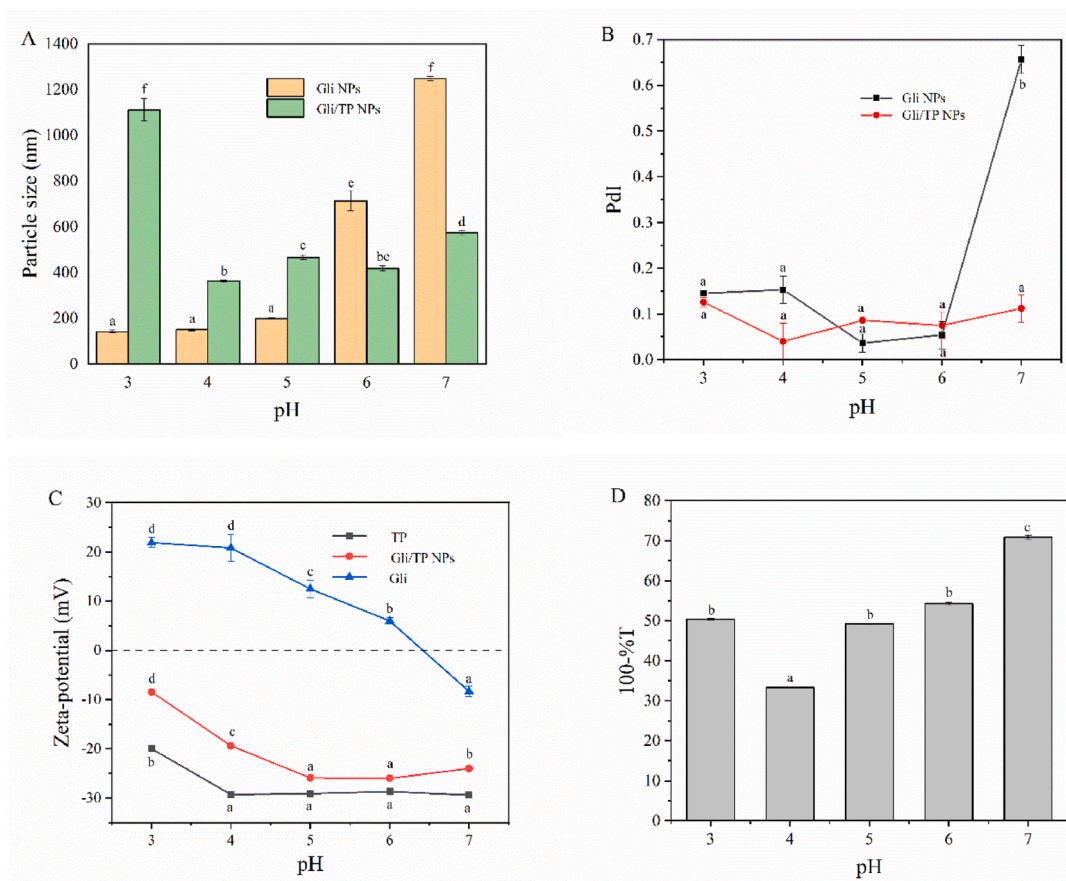 A
1400
1200
1000
800
600
400
200
0
Particle size (nm)
Gli NPs
Gli/TP NPs
a
f
a
b
a
c
e
bc
f
d
3 4 5 6 7
pH
B
0.7
0.6
0.5
0.4
0.3
0.2
0.1
0.0
PdI
Gli NPs
Gli/TP NPs
a
a
a
a
a
a
a
a
b
a
3 4 5 6 7
pH
C
30
20
10
0
-10
-20
-30
Zeta-potential (mV)
TP
Gli/TP NPs
Gli
d
d
c
b
a
d
c
a
a
b
b
a
a
a
a
3 4 5 6 7
pH
D
80
70
60
50
40
30
20
10
0
100-%T
b
a
b
b
c
3 4 5 6 7
pH